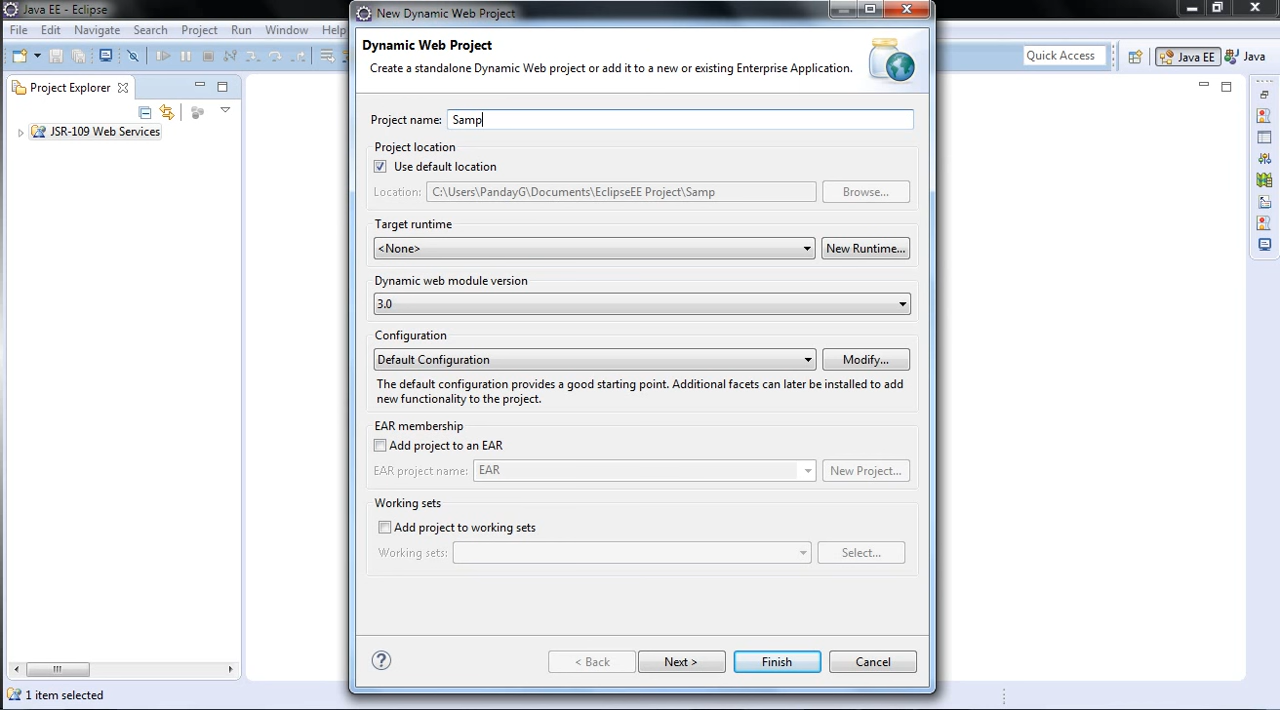 Java EE - Eclipse
File Edit Navigate Search Project Run Window Help
Quick Access
Java EE
Java
Project Explorer
JSR-109 Web Services
New Dynamic Web Project
Dynamic Web Project
Create a standalone Dynamic Web project or add it to a new or existing Enterprise Application.
Project name: Samp
Project location
Use default location
Location: C:\Users\PandayG\Documents\EclipseEE Project\Samp Browse...
Target runtime
<None> New Runtime...
Dynamic web module version
3.0
Configuration
Default Configuration Modify...
The default configuration provides a good starting point. Additional facets can later be installed to add
new functionality to the project.
EAR membership
Add project to an EAR
EAR project name: EAR New Project...
Working sets
Add project to working sets
Working sets: Select...
< Back Next > Finish Cancel
1 item selected